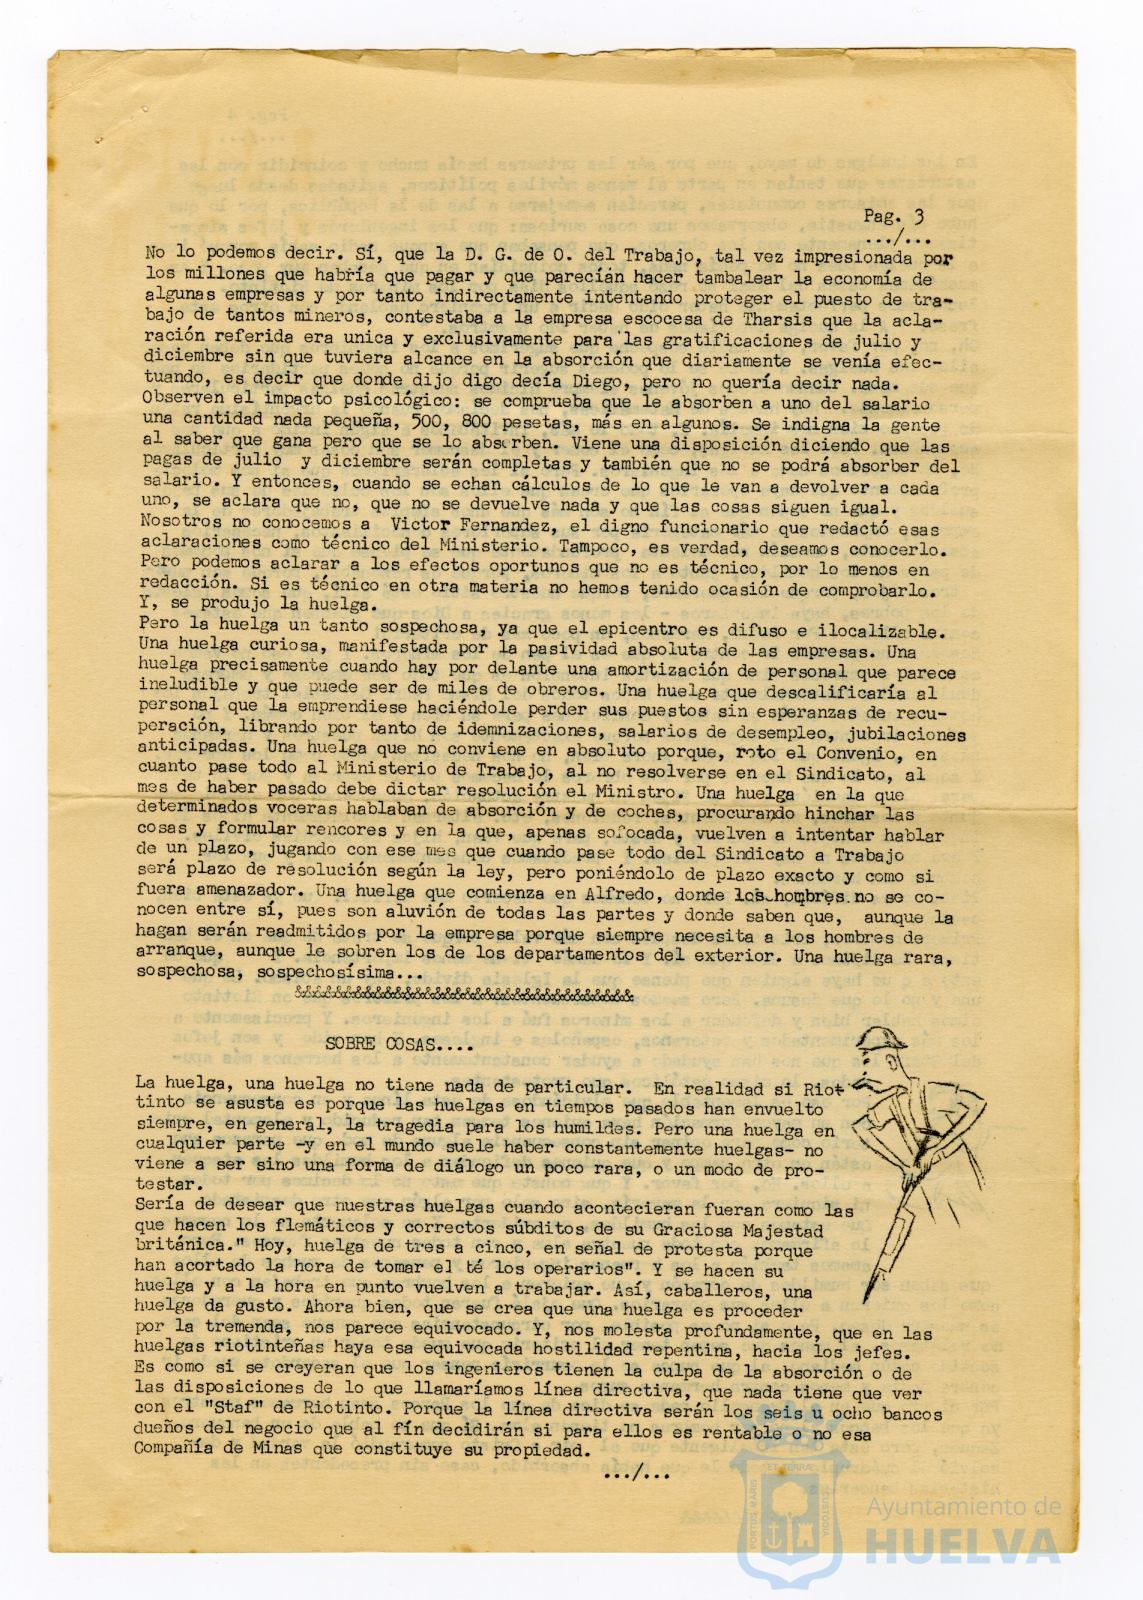 Pag. 3
.../...
No lo podemos decir. Sí, que la D. G. de O. del Trabajo, tal vez impresionada por
los millones que habría que pagar y que parecían hacer tambalear la economía de
algunas empresas y por tanto indirectamente intentando proteger el puesto de tra-
bajo de tantos mineros, contestaba a la empresa escocesa de Tharsis que la acla-
ración referida era unica y exclusivamente para las gratificaciones de julio y
diciembre sin que tuviera alcance en la absorción que diariamente se venía efec-
tuando, es decir que donde dijo digo decía Diego, pero no quería decir nada.
Observen el impacto psicológico: se comprueba que le absorben a uno del salario
una cantidad nada pequeña, 500, 800 pesetas, más en algunos. Se indigna la gente
al saber que gana pero que se lo absorben. Viene una disposición diciendo que las
pagas de julio y diciembre serán completas y también que no se podrá absorber del
salario. Y entonces, cuando se echan cálculos de lo que le van a devolver a cada
uno, se aclara que no, que no se devuelve nada y que las cosas siguen igual.
Nosotros no conocemos a Victor Fernandez, el digno funcionario que redactó esas
aclaraciones como técnico del Ministerio. Tampoco, es verdad, deseamos conocerlo.
Pero podemos aclarar a los efectos oportunos que no es técnico, por lo menos en
redacción. Si es técnico en otra materia no hemos tenido ocasión de comprobarlo.
Y, se produjo la huelga.
Pero la huelga un tanto sospechosa, ya que el epicentro es difuso e ilocalizable.
Una huelga curiosa, manifestada por la pasividad absoluta de las empresas. Una
huelga precisamente cuando hay por delante una amortización de personal que parece
ineludible y que puede ser de miles de obreros. Una huelga que descalificaría al
personal que la emprendiese haciéndole perder sus puestos sin esperanzas de recu-
peración, librando por tanto de idemnizaciones, salarios de desempleo, jubilaciones
anticipadas. Una huelga que no conviene en absoluto porque, roto el Convenio, en
cuanto pase todo al Ministerio de Trabajo, al no resolverse en el Sindicato, al
mes de haber pasado debe dictar resolución el Ministro. Una huelga en la que
determinados voceras hablaban de absorción y de coches, procurando hinchar las
cosas y formular rencores y en la que, apenas sofocada, vuelven a intentar hablar
de un plazo, jugando con ese mes que cuando pase todo del Sindicato a Trabajo
será plazo de resolución según la ley, pero poniéndolo de plazo exacto y como si
fuera amenazador. Una huelga que comienza en Alfredo, donde los hombres no se co-
nocen entre sí, pues son aluvión de todas las partes y donde saben que, aunque la
hagan serán readmitidos por la empresa porque siempre necesita a los hombres de
arranque, aunque le sobren los de los departamentos del exterior. Una huelga rara,
sospechosa, sospechosísima...
&&&&&&&&&&&&&&&&&&&&&&&&&&&&&&&&&&&&&&&&&
SOBRE COSAS....
La huelga, una huelga no tiene nada de particular. En realidad si Riot
tinto se asusta es porque las huelgas en tiempos pasados han envuelto
siempre, en general, la tragedia para los humildes. Pero una huelga en
cualquier parte -y en el mundo suele haber constantemente huelgas- no
viene a ser sino una forma de diálogo un poco rara, o un modo de pro-
testar.
Sería de desear que nuestras huelgas cuando acontecieran fueran como las
que hacen los flemáticos y correctos súbditos de su Graciosa Majestad
británica." Hoy, huelga de tres a cinco, en señal de protesta porque
han acortado la hora de tomar el té los operarios". Y se hacen su
huelga y a la hora en punto vuelven a trabajar. Así, caballeros, una
huelga da gusto. Ahora bien, que se crea que una huelga es proceder
por la tremenda, nos parece equivocado. Y, nos molesta profundamente, que en las
huelgas riotinteñas haya esa equivocada hostilidad repentina, hacia los jefes.
Es como si se creyeran que los ingenieros tienen la culpa de la absorción o de
las disposiciones de lo que llamaríamos línea directiva, que nada tiene que ver
con el "Staf" de Riotinto. Porque la línea directiva serán los seis u ocho bancos
dueños del negocio que al fín decidirán si para ellos es rentable o no esa
Compañía de Minas que constituye su propiedad.
.../...
Ayuntamiento de
HUELVA